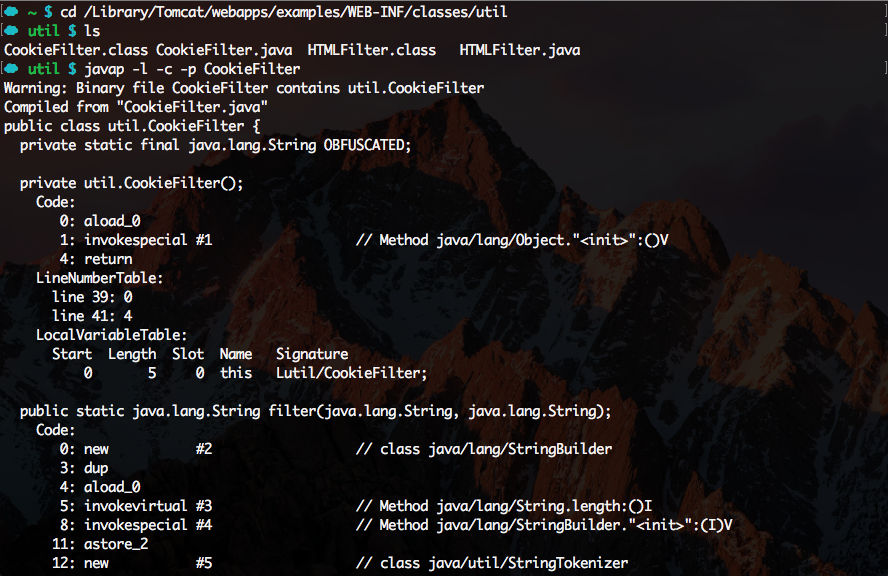 ~ $ cd /Library/Tomcat/webapps/examples/WEB-INF/classes/util
util $ ls
CookieFilter.class CookieFilter.java  HTMLFilter.class   HTMLFilter.java
util $ javap -l -c -p CookieFilter
Warning: Binary file CookieFilter contains util.CookieFilter
Compiled from "CookieFilter.java"
public class util.CookieFilter {
  private static final java.lang.String OBFUSCATED;

  private util.CookieFilter();
    Code:
       0: aload_0
       1: invokespecial #1                  // Method java/lang/Object."<init>":()V
       4: return
    LineNumberTable:
      line 39: 0
      line 41: 4
    LocalVariableTable:
      Start  Length  Slot  Name   Signature
          0       5     0  this   Lutil/CookieFilter;

  public static java.lang.String filter(java.lang.String, java.lang.String);
    Code:
       0: new           #2                  // class java/lang/StringBuilder
       3: dup
       4: aload_0
       5: invokevirtual #3                  // Method java/lang/String.length:()I
       8: invokespecial #4                  // Method java/lang/StringBuilder."<init>":(I)V
      11: astore_2
      12: new           #5                  // class java/util/StringTokenizer